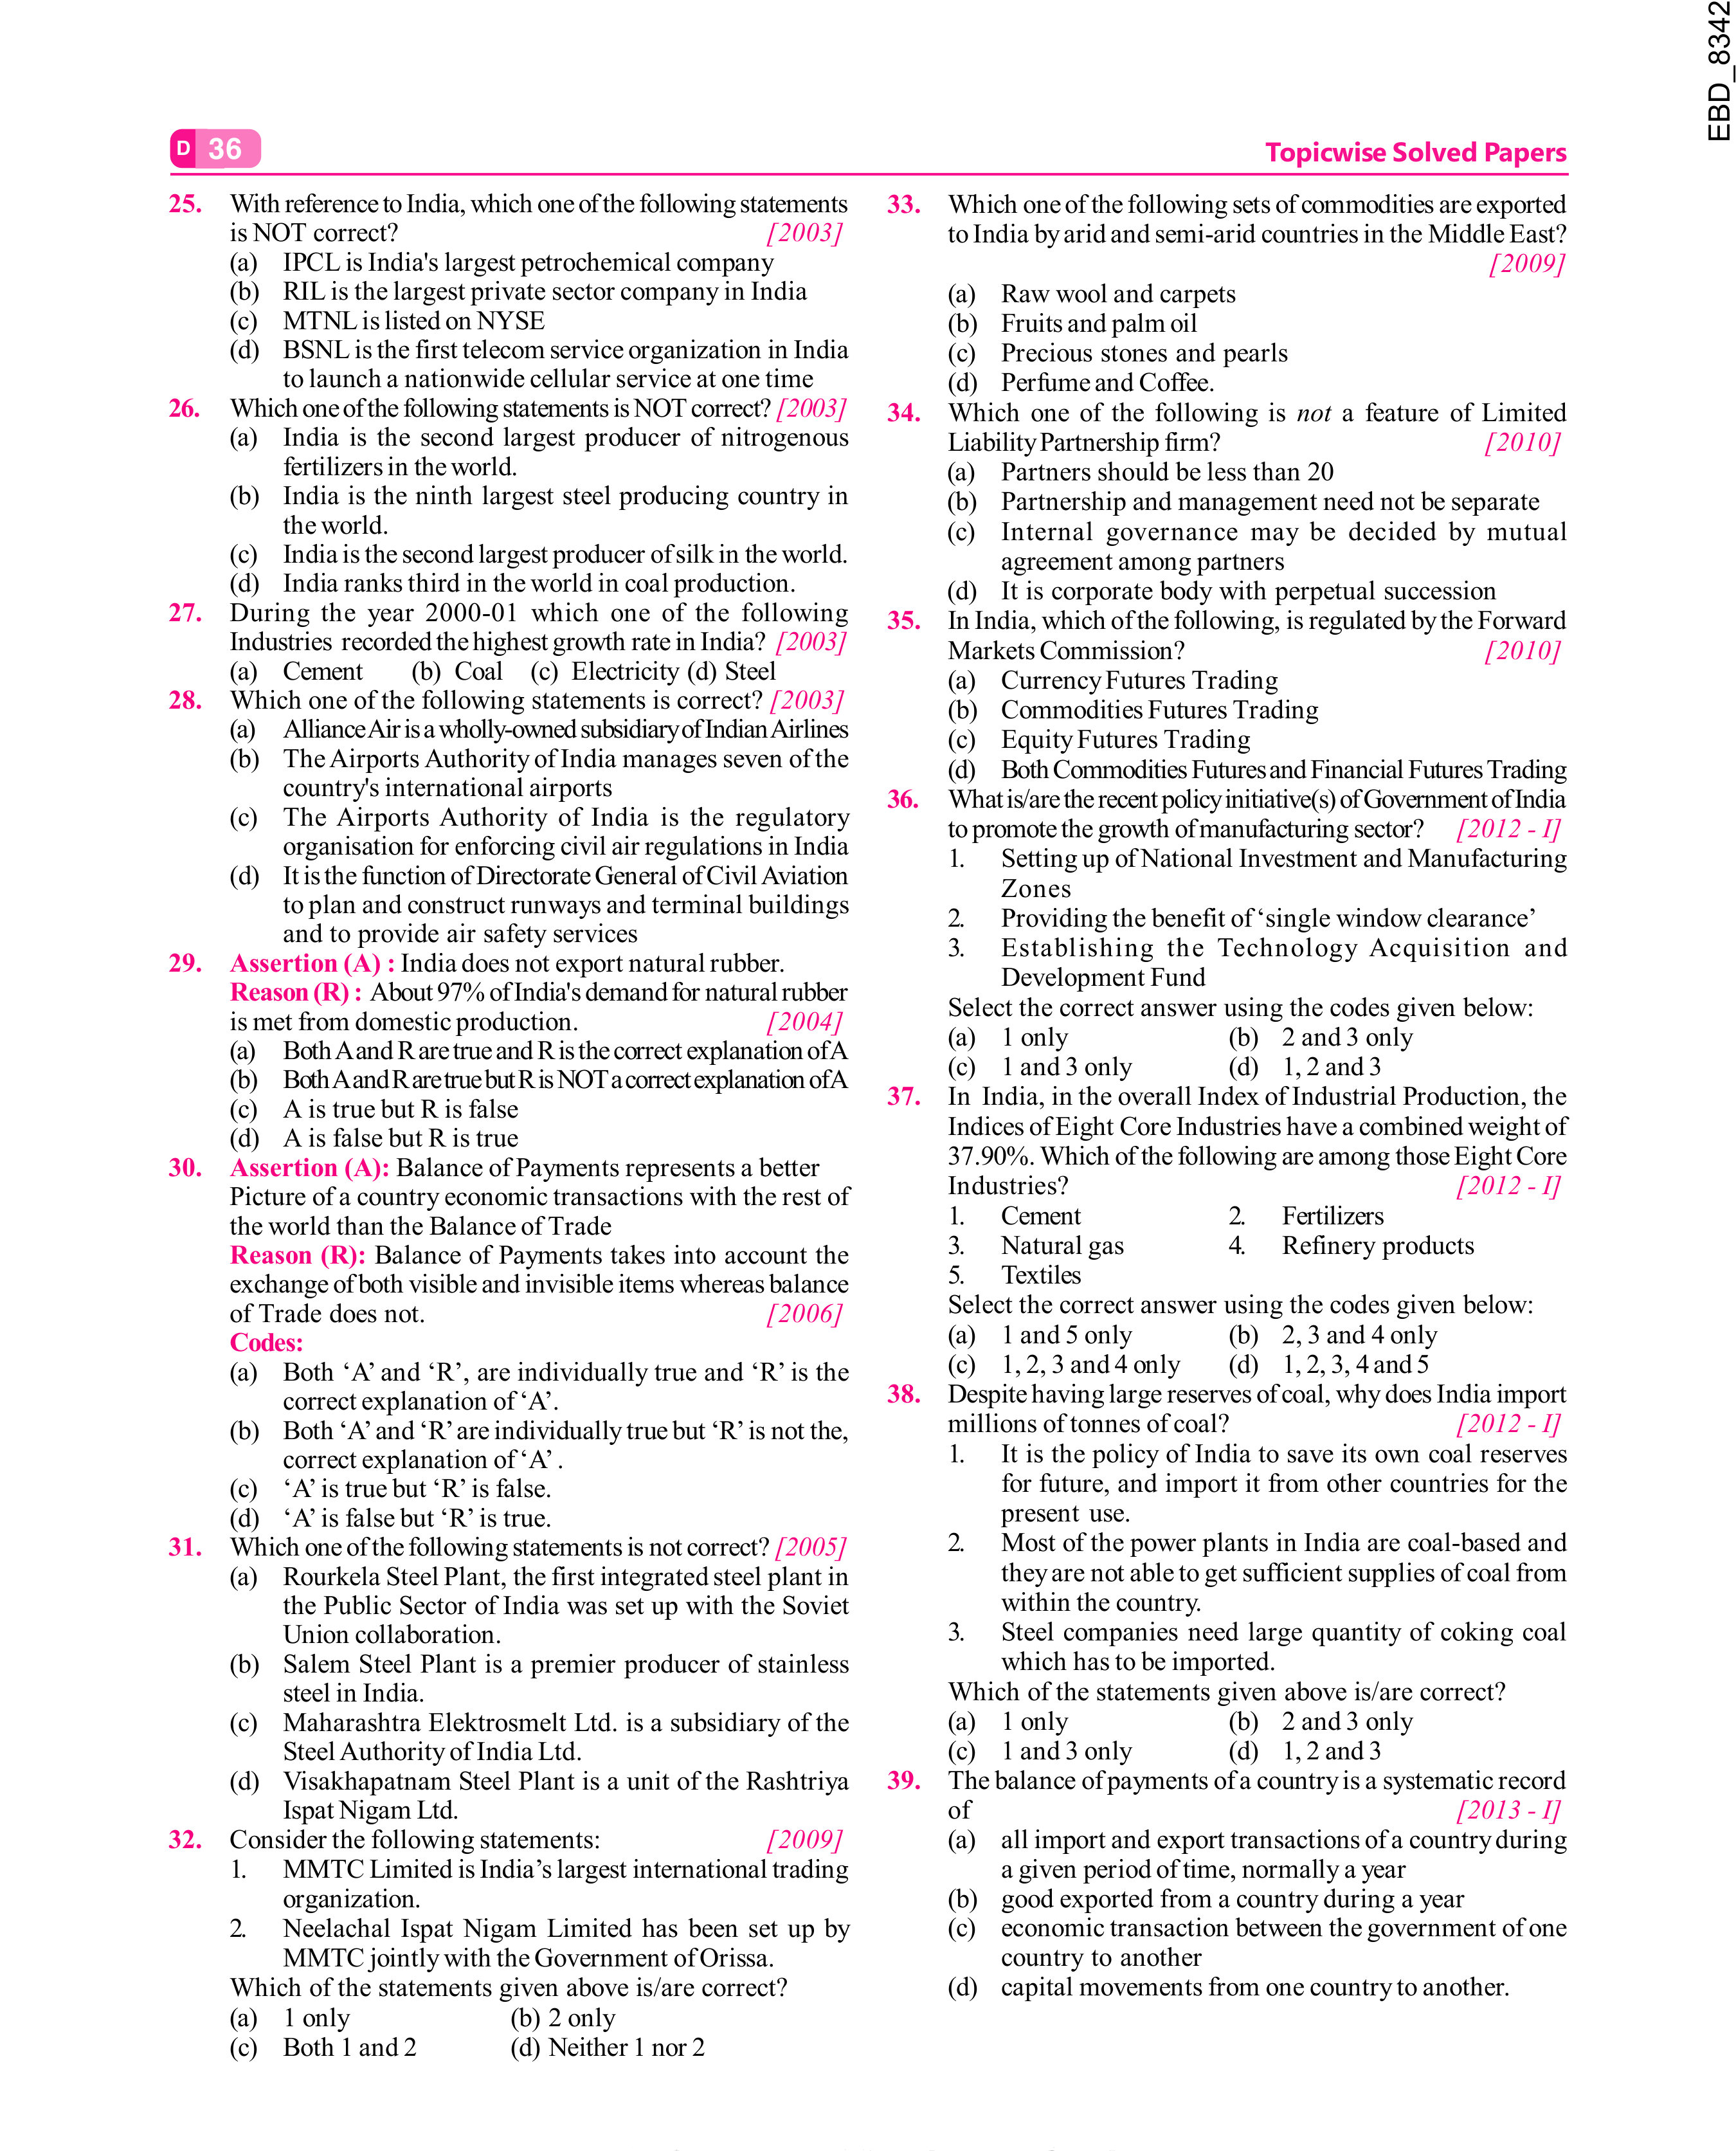 EBD_8342
D 36
Topicwise Solved Papers
25. With reference to India, which one of the following statements
is NOT correct? [2003]
(a) IPCL is India's largest petrochemical company
(b) RIL is the largest private sector company in India
(c) MTNL is listed on NYSE
(d) BSNL is the first telecom service organization in India
to launch a nationwide cellular service at one time
26. Which one of the following statements is NOT correct? [2003]
(a) India is the second largest producer of nitrogenous
fertilizers in the world.
(b) India is the ninth largest steel producing country in
the world.
(c) India is the second largest producer of silk in the world.
(d) India ranks third in the world in coal production.
27. During the year 2000-01 which one of the following
Industries recorded the highest growth rate in India? [2003]
(a) Cement (b) Coal (c) Electricity (d) Steel
28. Which one of the following statements is correct? [2003]
(a) Alliance Air is a wholly-owned subsidiary of Indian Airlines
(b) The Airports Authority of India manages seven of the
country's international airports
(c) The Airports Authority of India is the regulatory
organisation for enforcing civil air regulations in India
(d) It is the function of Directorate General of Civil Aviation
to plan and construct runways and terminal buildings
and to provide air safety services
29. Assertion (A) : India does not export natural rubber.
Reason (R) : About 97% of India's demand for natural rubber
is met from domestic production. [2004]
(a) Both A and R are true and R is the correct explanation of A
(b) Both A and R are true but R is NOT a correct explanation of A
(c) A is true but R is false
(d) A is false but R is true
30. Assertion (A): Balance of Payments represents a better
Picture of a country economic transactions with the rest of
the world than the Balance of Trade
Reason (R): Balance of Payments takes into account the
exchange of both visible and invisible items whereas balance
of Trade does not. [2006]
Codes:
(a) Both ‘A’ and ‘R’, are individually true and ‘R’ is the
correct explanation of ‘A’.
(b) Both ‘A’ and ‘R’ are individually true but ‘R’ is not the,
correct explanation of ‘A’ .
(c) ‘A’ is true but ‘R’ is false.
(d) ‘A’ is false but ‘R’ is true.
31. Which one of the following statements is not correct? [2005]
(a) Rourkela Steel Plant, the first integrated steel plant in
the Public Sector of India was set up with the Soviet
Union collaboration.
(b) Salem Steel Plant is a premier producer of stainless
steel in India.
(c) Maharashtra Elektrosmelt Ltd. is a subsidiary of the
Steel Authority of India Ltd.
(d) Visakhapatnam Steel Plant is a unit of the Rashtriya
Ispat Nigam Ltd.
32. Consider the following statements: [2009]
1. MMTC Limited is India’s largest international trading
organization.
2. Neelachal Ispat Nigam Limited has been set up by
MMTC jointly with the Government of Orissa.
Which of the statements given above is/are correct?
(a) 1 only (b) 2 only
(c) Both 1 and 2 (d) Neither 1 nor 2
33. Which one of the following sets of commodities are exported
to India by arid and semi-arid countries in the Middle East?
[2009]
(a) Raw wool and carpets
(b) Fruits and palm oil
(c) Precious stones and pearls
(d) Perfume and Coffee.
34. Which one of the following is not a feature of Limited
Liability Partnership firm? [2010]
(a) Partners should be less than 20
(b) Partnership and management need not be separate
(c) Internal governance may be decided by mutual
agreement among partners
(d) It is corporate body with perpetual succession
35. In India, which of the following, is regulated by the Forward
Markets Commission? [2010]
(a) Currency Futures Trading
(b) Commodities Futures Trading
(c) Equity Futures Trading
(d) Both Commodities Futures and Financial Futures Trading
36. What is/are the recent policy initiative(s) of Government of India
to promote the growth of manufacturing sector? [2012 - I]
1. Setting up of National Investment and Manufacturing
Zones
2. Providing the benefit of ‘single window clearance’
3. Establishing the Technology Acquisition and
Development Fund
Select the correct answer using the codes given below:
(a) 1 only (b) 2 and 3 only
(c) 1 and 3 only (d) 1, 2 and 3
37. In India, in the overall Index of Industrial Production, the
Indices of Eight Core Industries have a combined weight of
37.90%. Which of the following are among those Eight Core
Industries? [2012 - I]
1. Cement 2. Fertilizers
3. Natural gas 4. Refinery products
5. Textiles
Select the correct answer using the codes given below:
(a) 1 and 5 only (b) 2, 3 and 4 only
(c) 1, 2, 3 and 4 only (d) 1, 2, 3, 4 and 5
38. Despite having large reserves of coal, why does India import
millions of tonnes of coal? [2012 - I]
1. It is the policy of India to save its own coal reserves
for future, and import it from other countries for the
present use.
2. Most of the power plants in India are coal-based and
they are not able to get sufficient supplies of coal from
within the country.
3. Steel companies need large quantity of coking coal
which has to be imported.
Which of the statements given above is/are correct?
(a) 1 only (b) 2 and 3 only
(c) 1 and 3 only (d) 1, 2 and 3
39. The balance of payments of a country is a systematic record
of [2013 - I]
(a) all import and export transactions of a country during
a given period of time, normally a year
(b) good exported from a country during a year
(c) economic transaction between the government of one
country to another
(d) capital movements from one country to another.